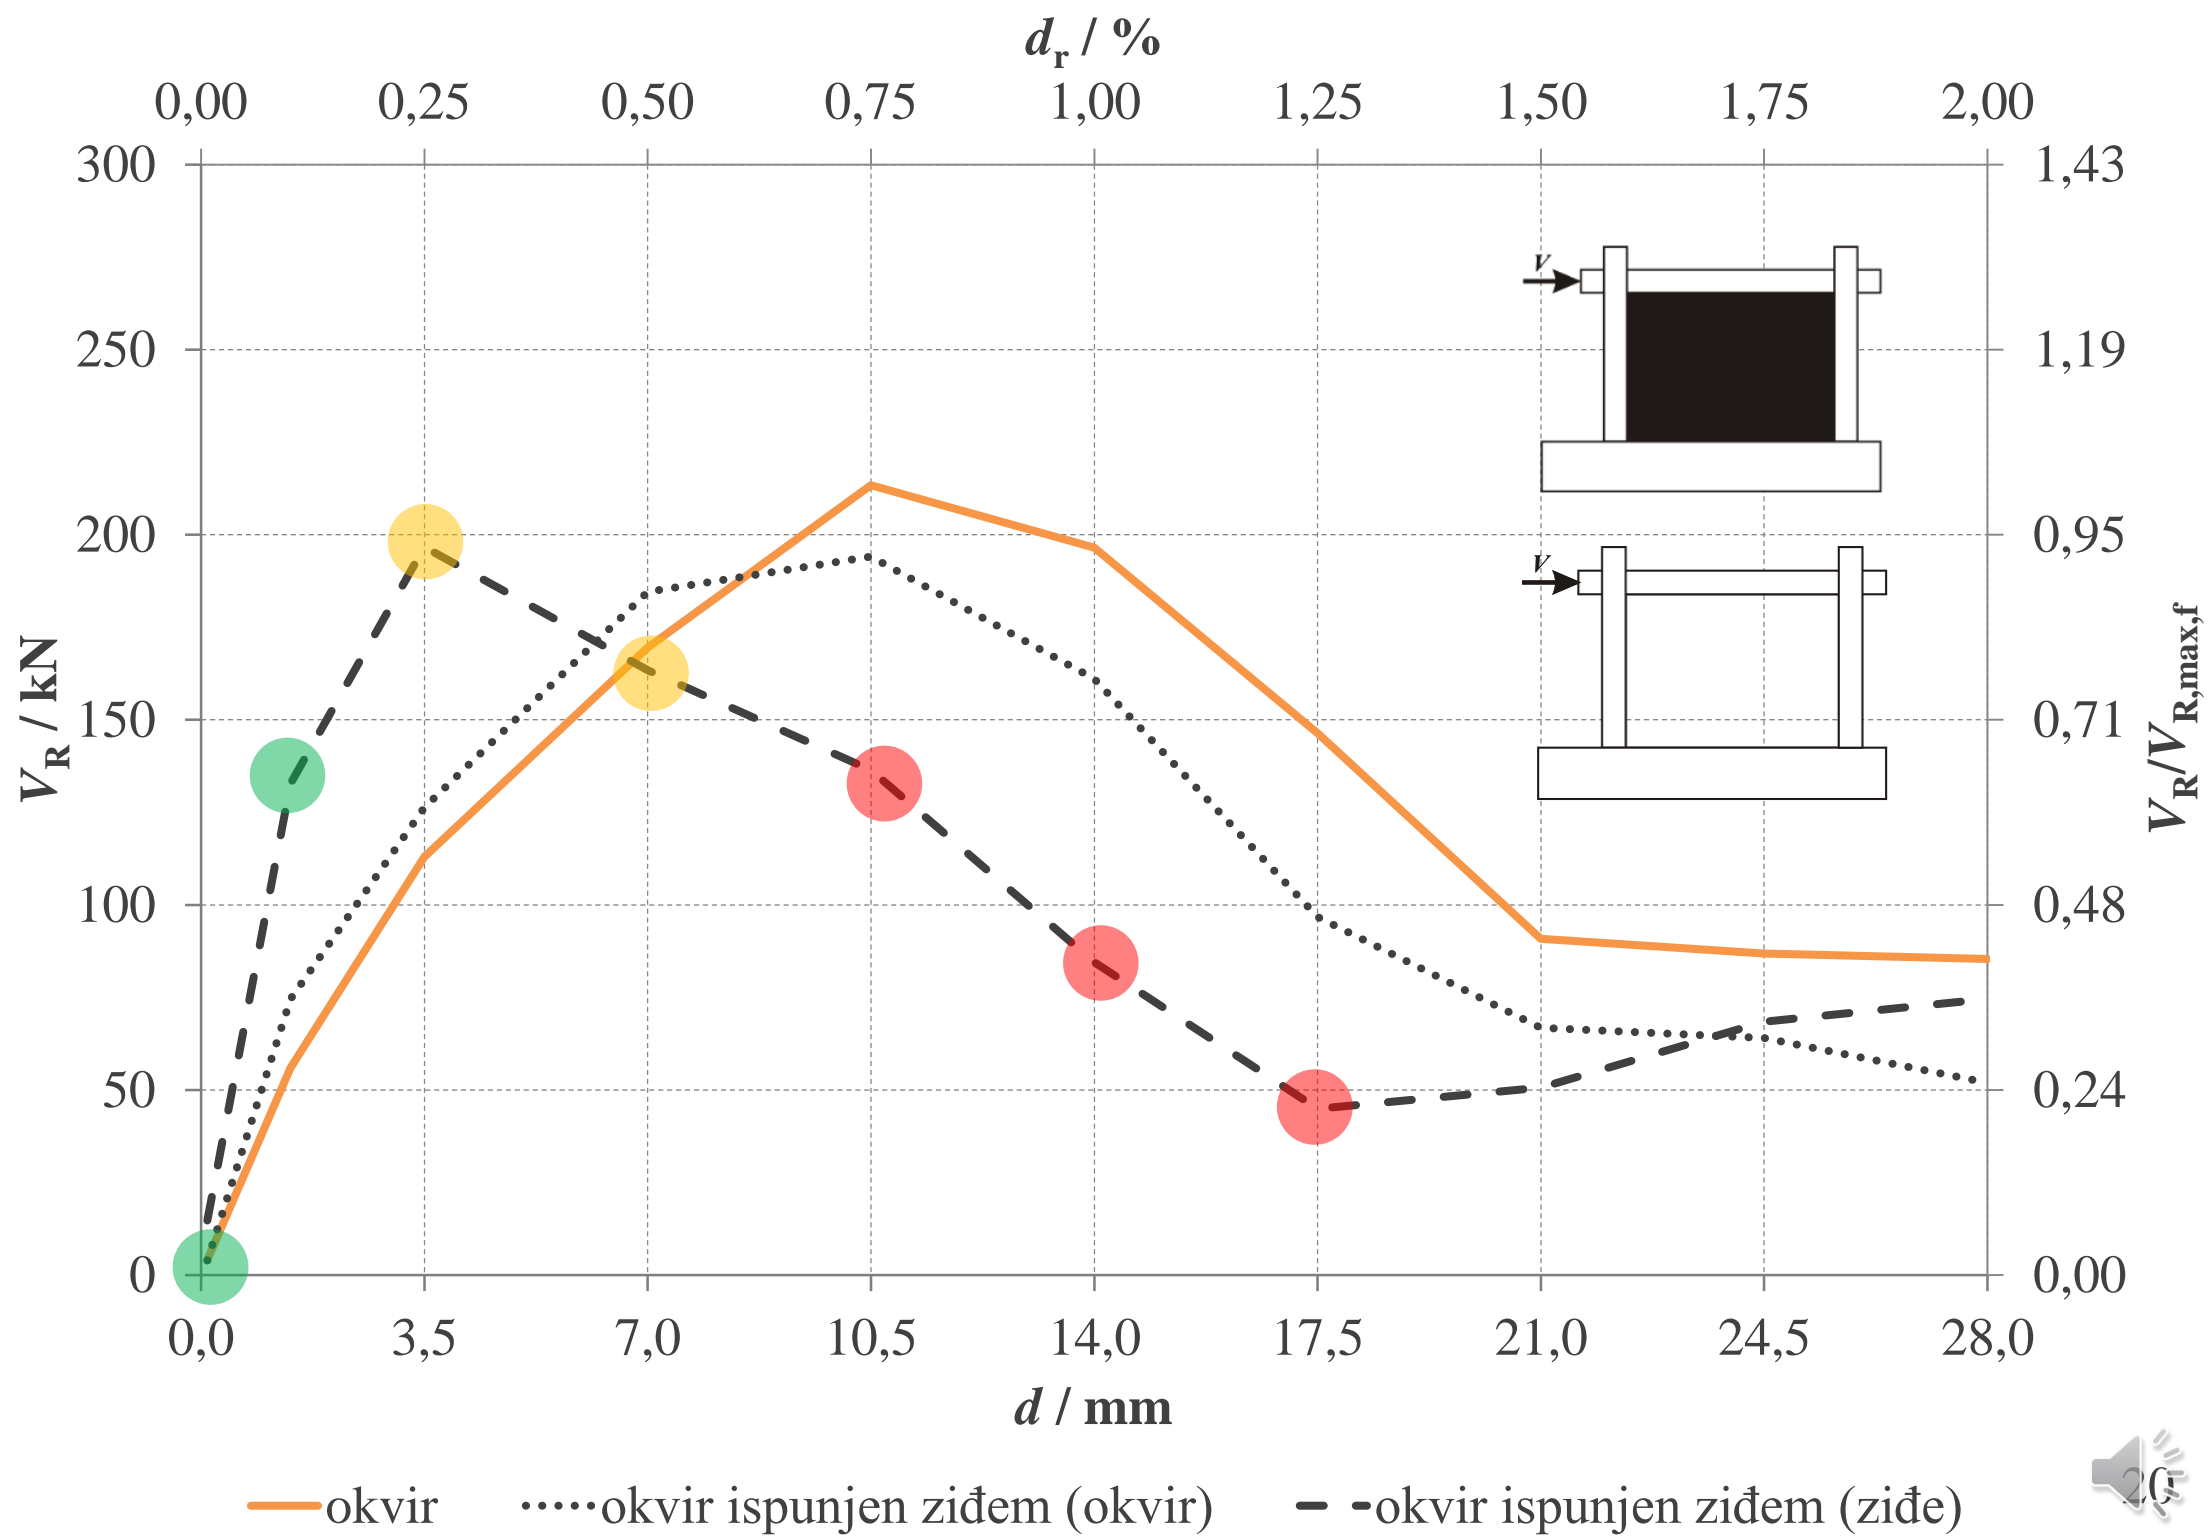 d_r / %
0,00 0,25 0,50 0,75 1,00 1,25 1,50 1,75 2,00
300 1,43
250 1,19
200 0,95
150 0,71
100 0,48
50 0,24
0 0,00
V_R / kN
V_R/V_R,max,f
V
V
0,0 3,5 7,0 10,5 14,0 17,5 21,0 24,5 28,0
d / mm
okvir okvir ispunjen ziđem (okvir) okvir ispunjen ziđem (ziđe)
20